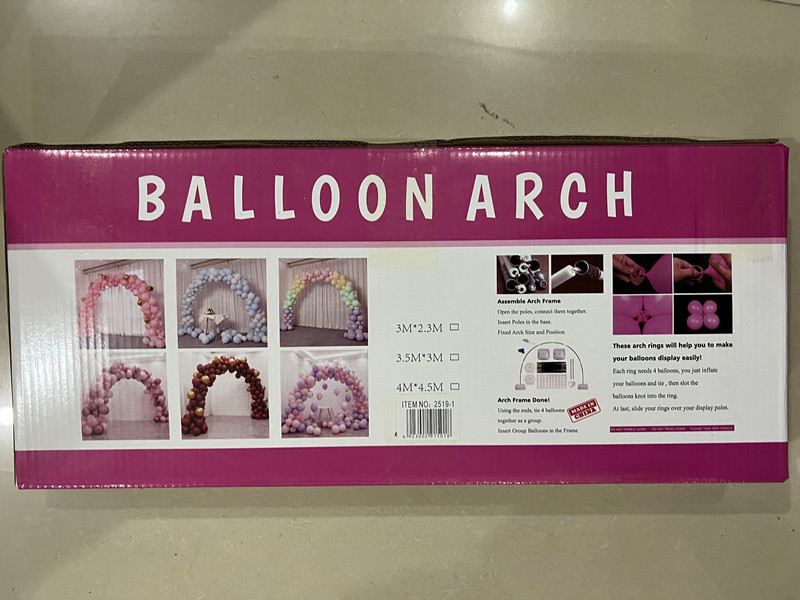 BALLOON ARCH
3M*2.3M
3.5M*3M
4M*4.5M
ITEM NO: 2519-1
Assemble Arch Frame
Open the poles, connect them together.
Insert Poles in the base.
Fixed Arch Size and Position
Arch Frame Done!
Using the ends, tie 4 balloons
together as a group.
Insert Group Balloons in the Frame
MADE IN
CHINA
These arch rings will help you to make
your balloons display easily!
Each ring needs 4 balloons, you just inflate
your balloons and tie , then slot the
balloons knot into the ring.
At last, slide your rings over your display poles.